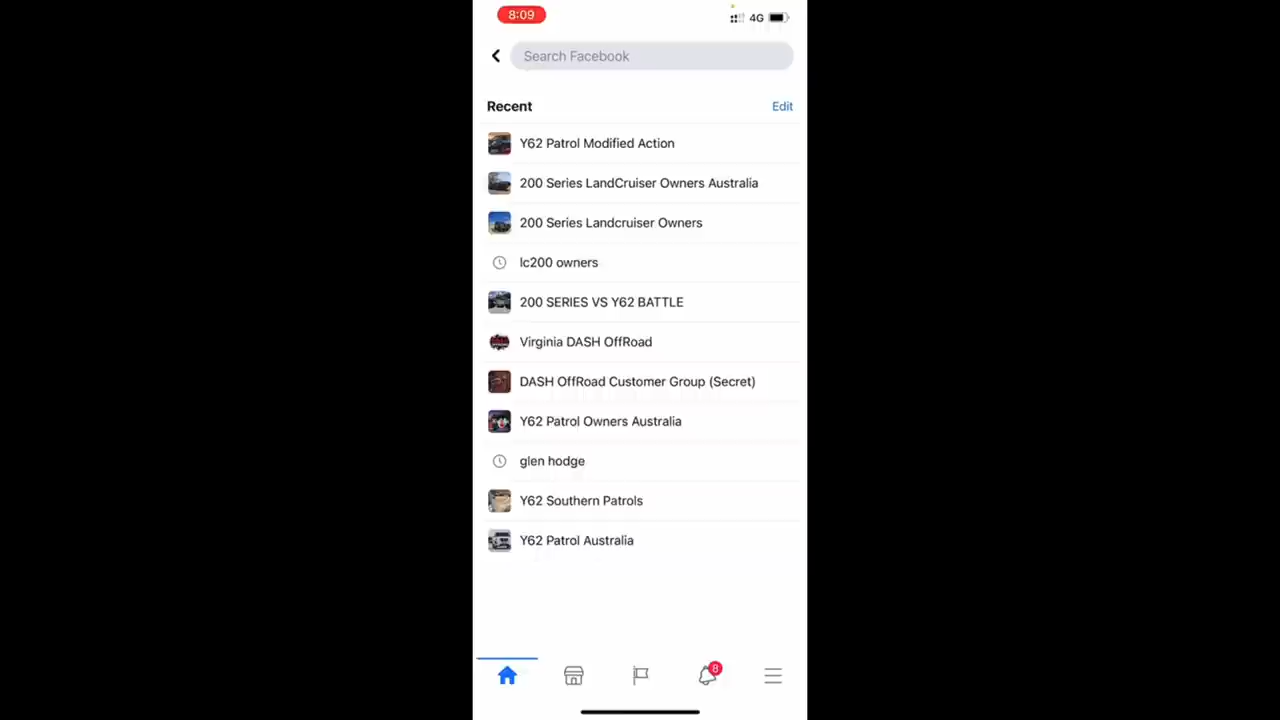 8:09
4G
Search Facebook
Recent
Edit
Y62 Patrol Modified Action
200 Series LandCruiser Owners Australia
200 Series Landcruiser Owners
lc200 owners
200 SERIES VS Y62 BATTLE
Virginia DASH OffRoad
DASH OffRoad Customer Group (Secret)
Y62 Patrol Owners Australia
glen hodge
Y62 Southern Patrols
Y62 Patrol Australia
8